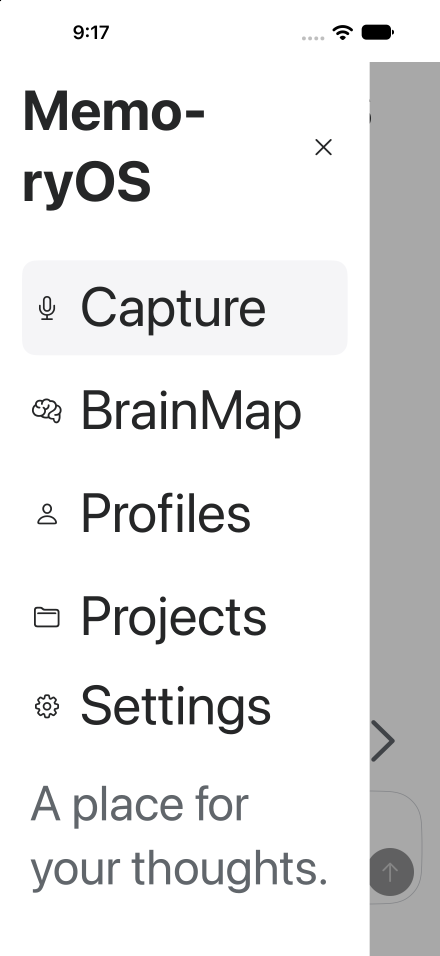 9:17
Memo-
ryOS
Capture
BrainMap
Profiles
Projects
Settings
A place for
your thoughts.